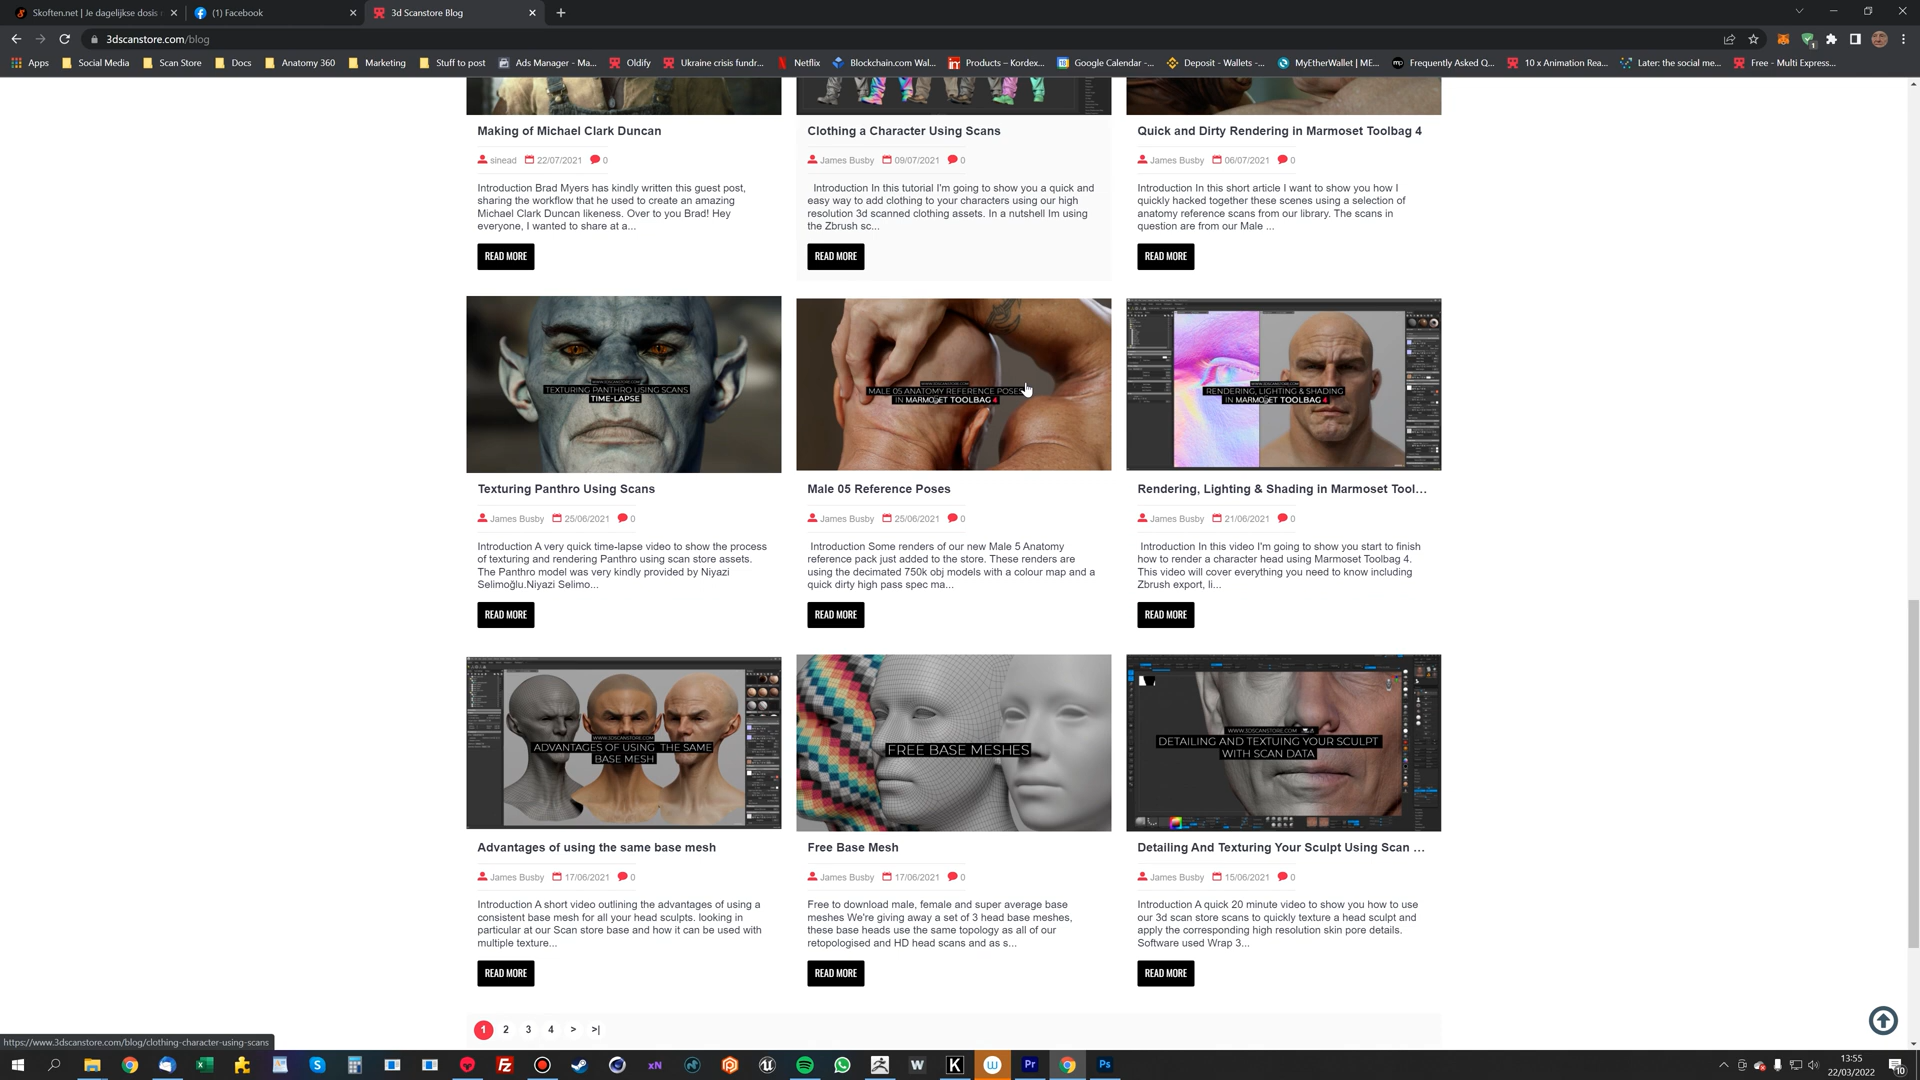 Skoften.net | Je dagelijkse dosis
(1) Facebook
3d Scanstore Blog
3dscanstore.com/blog
Apps
Social Media
Scan Store
Docs
Anatomy 360
Marketing
Stuff to post
Ads Manager - Ma...
Oldify
Ukraine crisis fundr...
Netflix
Blockchain.com Wal...
Products – Kordex...
Google Calendar -...
Deposit - Wallets -...
MyEtherWallet | ME...
Frequently Asked Q...
10 x Animation Rea...
Later: the social me...
Free - Multi Express...
Making of Michael Clark Duncan
sinead 22/07/2021 0
Introduction Brad Myers has kindly written this guest post,
sharing the workflow that he used to create an amazing
Michael Clark Duncan likeness. Over to you Brad! Hey
everyone, I wanted to share at a...
READ MORE
Clothing a Character Using Scans
James Busby 09/07/2021 0
Introduction In this tutorial I'm going to show you a quick and
easy way to add clothing to your characters using our high
resolution 3d scanned clothing assets. In a nutshell Im using
the Zbrush sc...
READ MORE
Quick and Dirty Rendering in Marmoset Toolbag 4
James Busby 06/07/2021 0
Introduction In this short article I want to show you how I
quickly hacked together these scenes using a selection of
anatomy reference scans from our library. The scans in
question are from our Male ...
READ MORE
WWW.3DSCANSTORE.COM
TEXTURING PANTHRO USING SCANS
TIME-LAPSE
Texturing Panthro Using Scans
James Busby 25/06/2021 0
Introduction A very quick time-lapse video to show the process
of texturing and rendering Panthro using scan store assets.
The Panthro model was very kindly provided by Niyazi
Selimoğlu.Niyazi Selimo...
READ MORE
WWW.3DSCANSTORE.COM
MALE 05 ANATOMY REFERENCE POSES
IN MARMOSET TOOLBAG 4
Male 05 Reference Poses
James Busby 25/06/2021 0
Introduction Some renders of our new Male 5 Anatomy
reference pack just added to the store. These renders are
using the decimated 750k obj models with a colour map and a
quick dirty high pass spec ma...
READ MORE
WWW.3DSCANSTORE.COM
RENDERING, LIGHTING & SHADING
IN MARMOSET TOOLBAG 4
Rendering, Lighting & Shading in Marmoset Tool...
James Busby 21/06/2021 0
Introduction In this video I'm going to show you start to finish
how to render a character head using Marmoset Toolbag 4.
This video will cover everything you need to know including
Zbrush export, li...
READ MORE
WWW.3DSCANSTORE.COM
ADVANTAGES OF USING THE SAME
BASE MESH
Advantages of using the same base mesh
James Busby 17/06/2021 0
Introduction A short video outlining the advantages of using a
consistent base mesh for all your head sculpts. looking in
particular at our Scan store base and how it can be used with
multiple texture...
READ MORE
FREE BASE MESHES
Free Base Mesh
James Busby 17/06/2021 0
Free to download male, female and super average base
meshes We're giving away a set of 3 head base meshes,
these base heads use the same topology as all of our
retopologised and HD head scans and as s...
READ MORE
WWW.3DSCANSTORE.COM
DETAILING AND TEXTUING YOUR SCULPT
WITH SCAN DATA
Detailing And Texturing Your Sculpt Using Scan ...
James Busby 15/06/2021 0
Introduction A quick 20 minute video to show you how to use
our 3d scan store scans to quickly texture a head sculpt and
apply the corresponding high resolution skin pore details.
Software used Wrap 3...
READ MORE
1 2 3 4 > >|
https://www.3dscanstore.com/blog/clothing-character-using-scans
13:55
22/03/2022